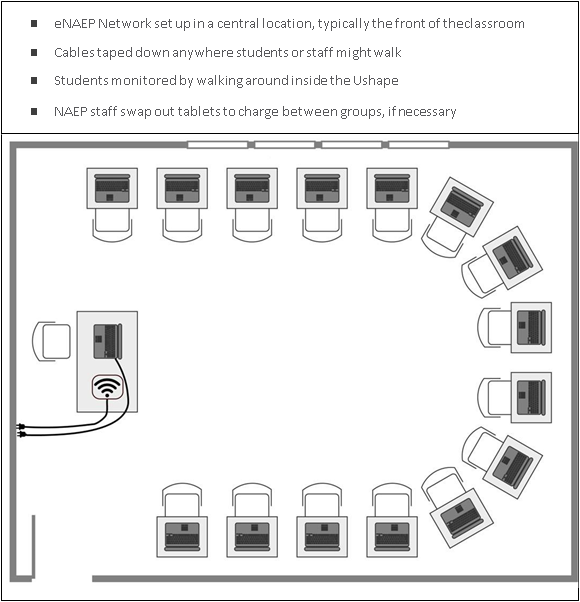 ▪ eNAEP Network set up in a central location, typically the front of theclassroom
▪ Cables taped down anywhere students or staff might walk
▪ Students monitored by walking around inside the Ushape
▪ NAEP staff swap out tablets to charge between groups, if necessary